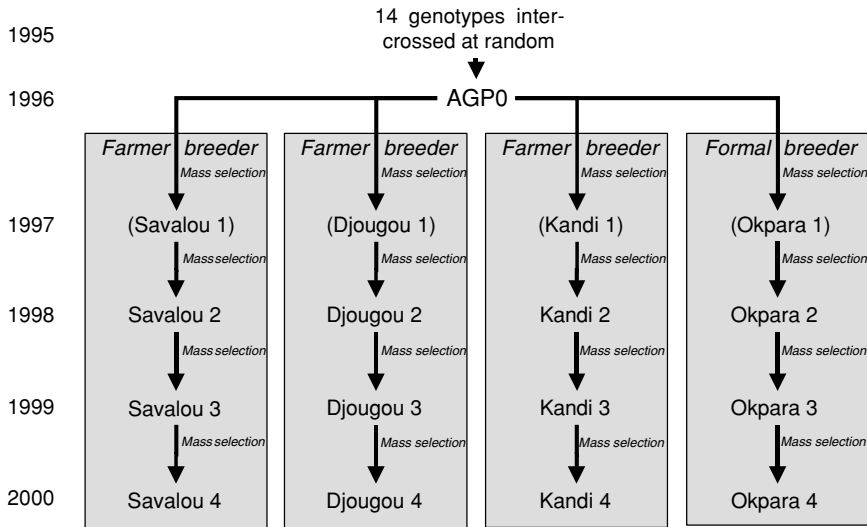 1995
14 genotypes inter-
crossed at random
1996
AGP0
Farmer breeder
Farmer breeder
Farmer breeder
Formal breeder
Mass selection
Mass selection
Mass selection
Mass selection
1997
(Savalou 1)
(Djougou 1)
(Kandi 1)
(Okpara 1)
Mass selection
Mass selection
Mass selection
Mass selection
1998
Savalou 2
Djougou 2
Kandi 2
Okpara 2
Mass selection
Mass selection
Mass selection
Mass selection
1999
Savalou 3
Djougou 3
Kandi 3
Okpara 3
Mass selection
Mass selection
Mass selection
Mass selection
2000
Savalou 4
Djougou 4
Kandi 4
Okpara 4